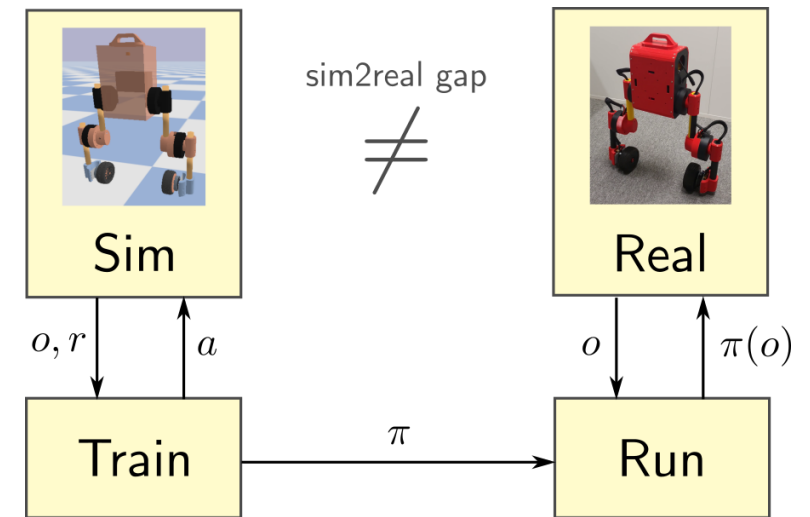 sim2real gap
≠
Sim
Real
o, r
a
o
π(o)
Train
π
Run